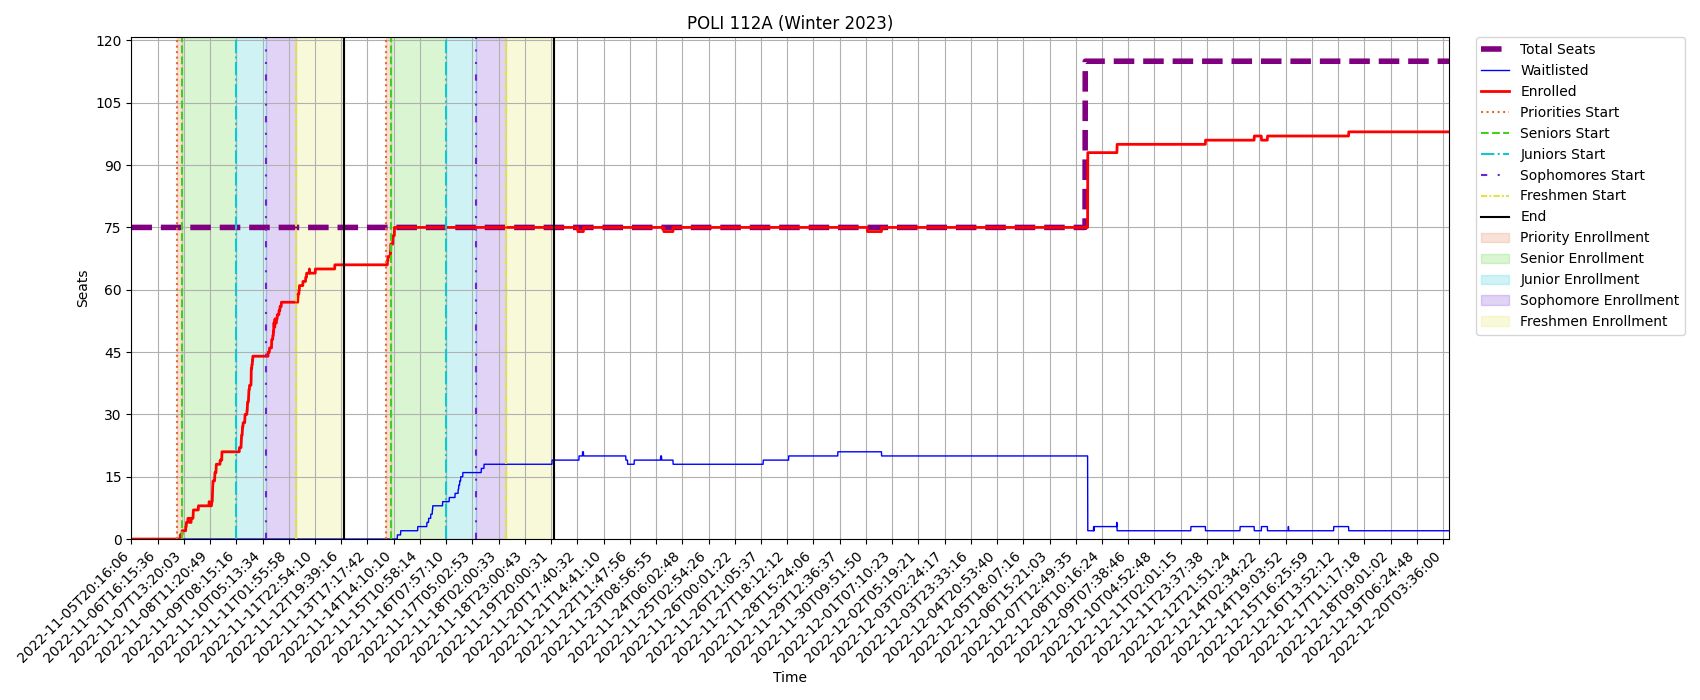 POLI 112A (Winter 2023)
120
105
90
75
60
45
30
15
0
Seats
2022-11-05T20:16:06
2022-11-06T16:15:36
2022-11-07T13:20:03
2022-11-08T11:20:49
2022-11-09T08:15:16
2022-11-10T05:13:34
2022-11-11T01:55:58
2022-11-11T22:54:10
2022-11-12T19:39:16
2022-11-13T17:17:42
2022-11-14T14:10:10
2022-11-15T10:58:14
2022-11-16T07:57:10
2022-11-17T05:02:53
2022-11-18T02:00:33
2022-11-18T23:00:43
2022-11-19T20:00:31
2022-11-20T17:40:32
2022-11-21T14:41:10
2022-11-22T11:47:56
2022-11-23T08:56:55
2022-11-24T06:02:48
2022-11-25T02:54:26
2022-11-26T00:01:22
2022-11-26T21:05:37
2022-11-27T18:12:12
2022-11-28T15:24:06
2022-11-29T12:36:37
2022-11-30T09:51:50
2022-12-01T07:10:23
2022-12-02T05:19:21
2022-12-03T02:24:17
2022-12-03T23:33:16
2022-12-04T20:53:40
2022-12-05T18:07:16
2022-12-06T15:21:03
2022-12-07T12:49:35
2022-12-08T10:16:24
2022-12-09T07:38:46
2022-12-10T04:52:48
2022-12-11T02:01:15
2022-12-11T23:37:38
2022-12-12T21:51:24
2022-12-14T02:34:22
2022-12-14T19:03:52
2022-12-15T16:25:59
2022-12-16T13:52:12
2022-12-17T11:17:18
2022-12-18T09:01:02
2022-12-19T06:24:48
2022-12-20T03:36:00
Time
Total Seats
Waitlisted
Enrolled
Priorities Start
Seniors Start
Juniors Start
Sophomores Start
Freshmen Start
End
Priority Enrollment
Senior Enrollment
Junior Enrollment
Sophomore Enrollment
Freshmen Enrollment